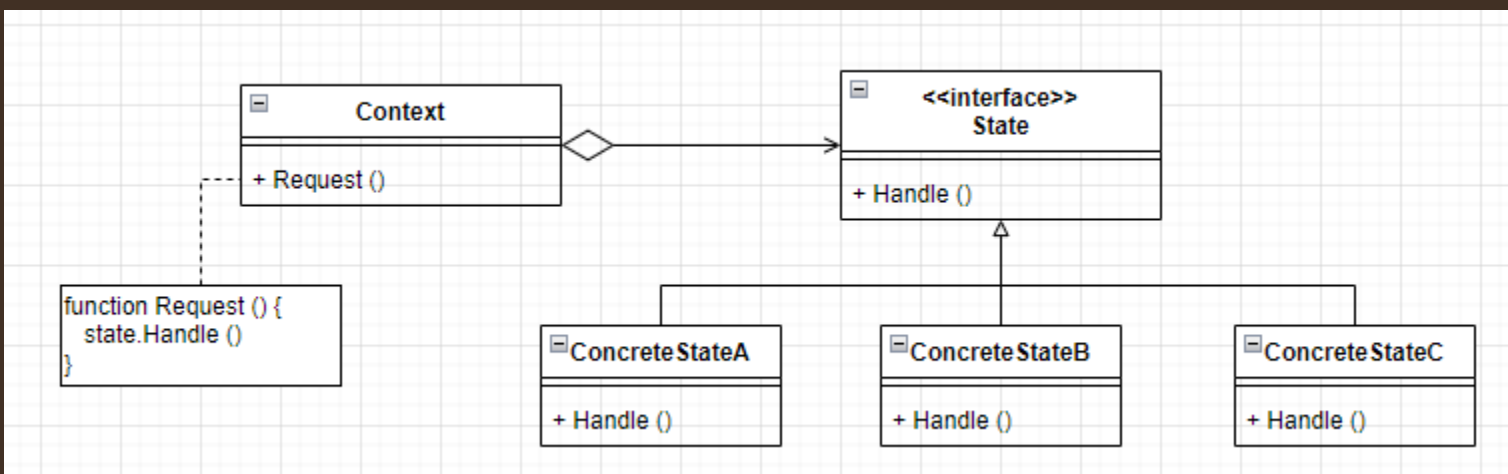 Context
+ Request ()
<<interface>>
State
+ Handle ()
function Request () {
state.Handle ()
}
ConcreteStateA
+ Handle ()
ConcreteStateB
+ Handle ()
ConcreteStateC
+ Handle ()